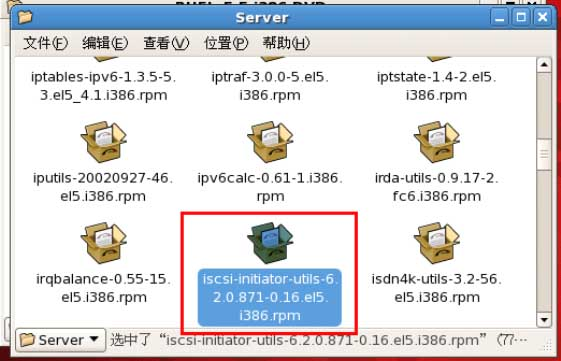 Server
文件(F) 编辑(E) 查看(V) 位置(P) 帮助(H)
iptables-ipv6-1.3.5-5.
3.el5_4.1.i386.rpm
iptraf-3.0.0-5.el5.
i386.rpm
iptstate-1.4-2.el5.
i386.rpm
iputils-20020927-46.
el5.i386.rpm
ipv6calc-0.61-1.i386.
rpm
irda-utils-0.9.17-2.
fc6.i386.rpm
irqbalance-0.55-15.
el5.i386.rpm
iscsi-initiator-utils-6.
2.0.871-0.16.el5.
i386.rpm
isdn4k-utils-3.2-56.
el5.i386.rpm
Server 选中了“iscsi-initiator-utils-6.2.0.871-0.16.el5.i386.rpm” (77…